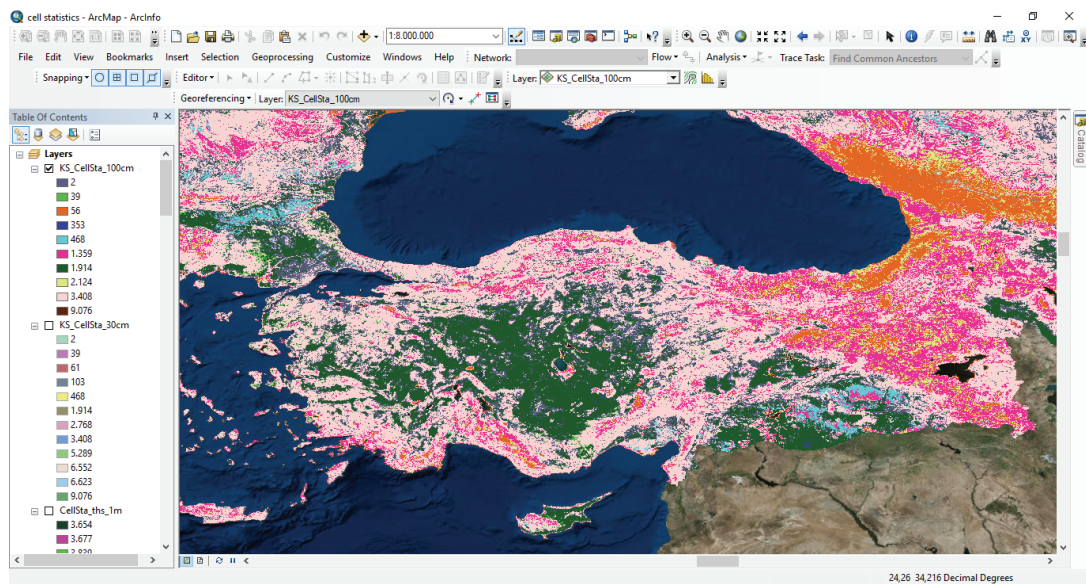 cell statistics - ArcMap - ArcInfo
1:8.000.000
File Edit View Bookmarks Insert Selection Geoprocessing Customize Windows Help Network: Flow Analysis Trace Task: Find Common Ancestors
Snapping Editor Layer: KS_CellSta_100cm
Georeferencing Layer: KS_CellSta_100cm
Table Of Contents
Catalog
Layers
KS_CellSta_100cm
2
39
56
353
468
1.359
1.914
2.124
3.408
9.076
KS_CellSta_30cm
2
39
61
103
468
1.914
2.768
3.408
5.289
6.552
6.623
9.076
CellSta_ths_1m
3.654
3.677
24,26 34,216 Decimal Degrees